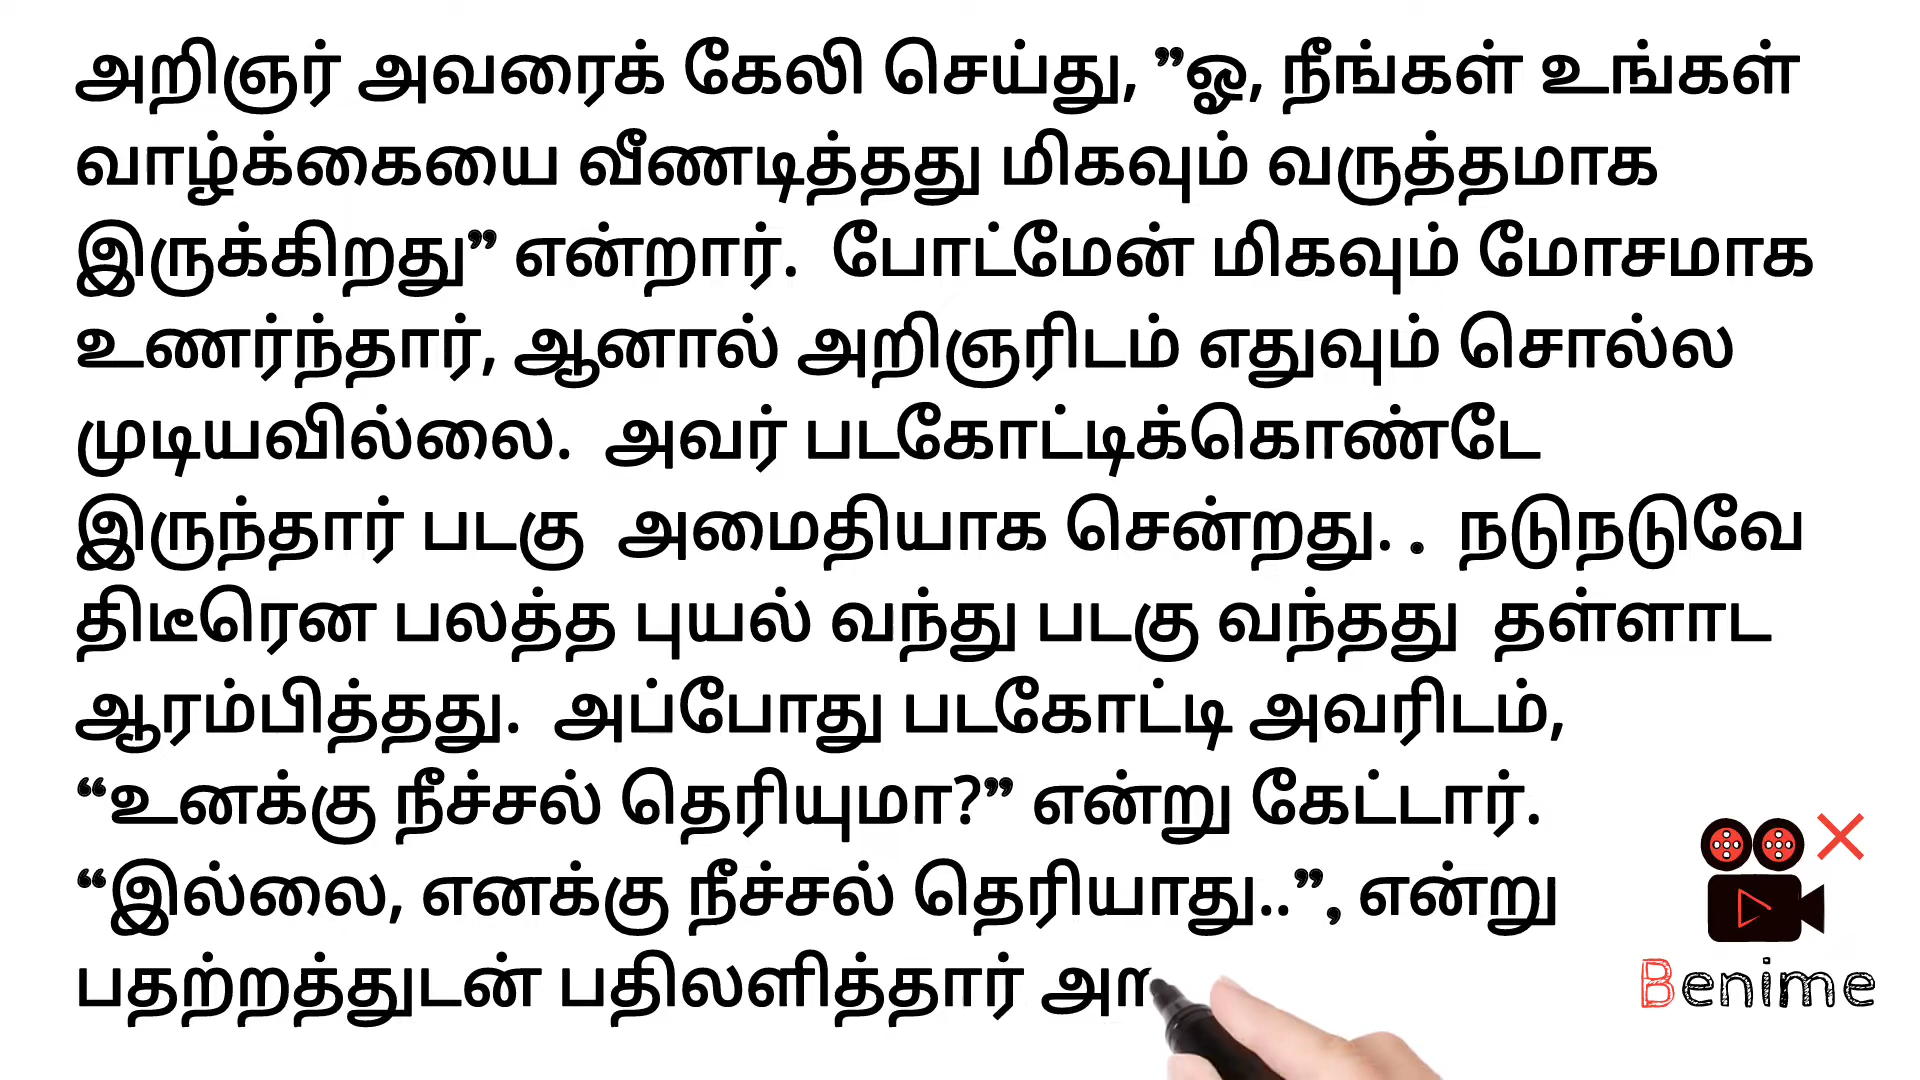 அறிஞர் அவரைக் கேலி செய்து, ”ஓ, நீங்கள் உங்கள்
வாழ்க்கையை வீணடித்தது மிகவும் வருத்தமாக
இருக்கிறது” என்றார்.  போட்மேன் மிகவும் மோசமாக
உணர்ந்தார், ஆனால் அறிஞரிடம் எதுவும் சொல்ல
முடியவில்லை.  அவர் படகோட்டிக்கொண்டே
இருந்தார் படகு  அமைதியாக சென்றது. .  நடுநடுவே
திடீரென பலத்த புயல் வந்து படகு வந்தது  தள்ளாட
ஆரம்பித்தது.  அப்போது படகோட்டி அவரிடம்,
“உனக்கு நீச்சல் தெரியுமா?” என்று கேட்டார்.
“இல்லை, எனக்கு நீச்சல் தெரியாது..”, என்று
பதற்றத்துடன் பதிலளித்தார்
Benime